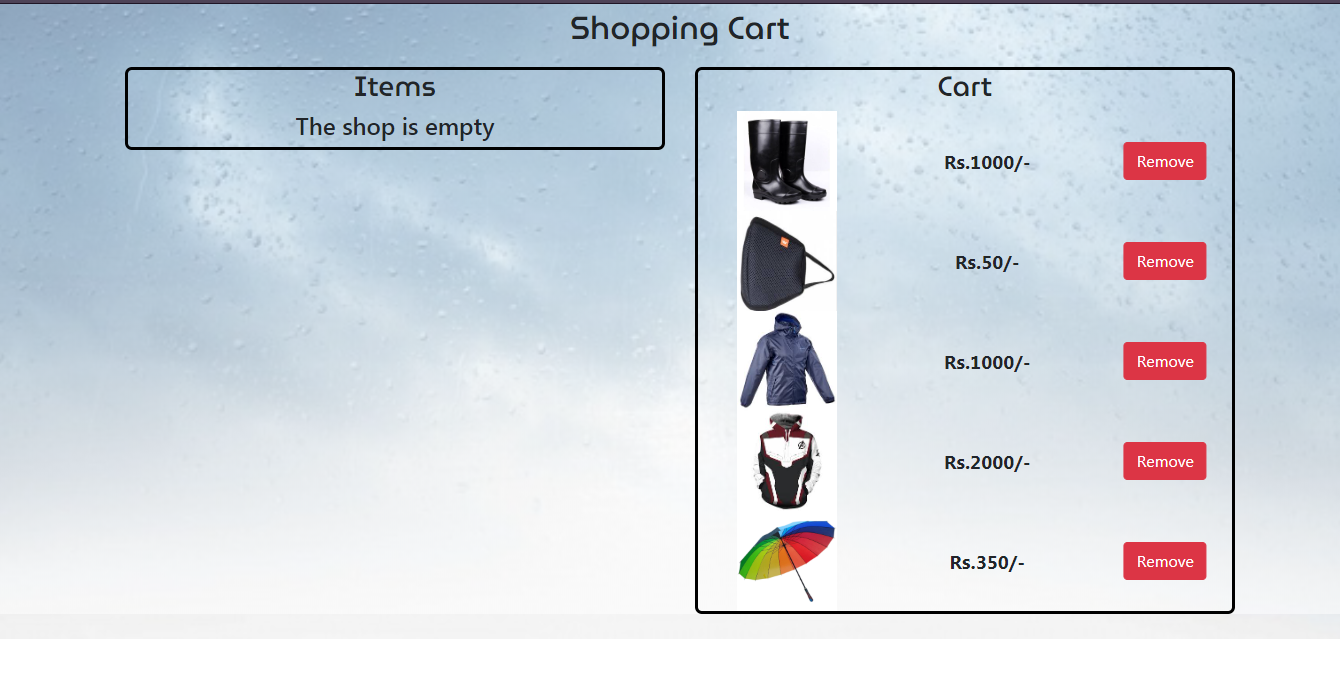 Shopping Cart
Items
The shop is empty
Cart
Rs.1000/-
Remove
Rs.50/-
Remove
Rs.1000/-
Remove
Rs.2000/-
Remove
Rs.350/-
Remove